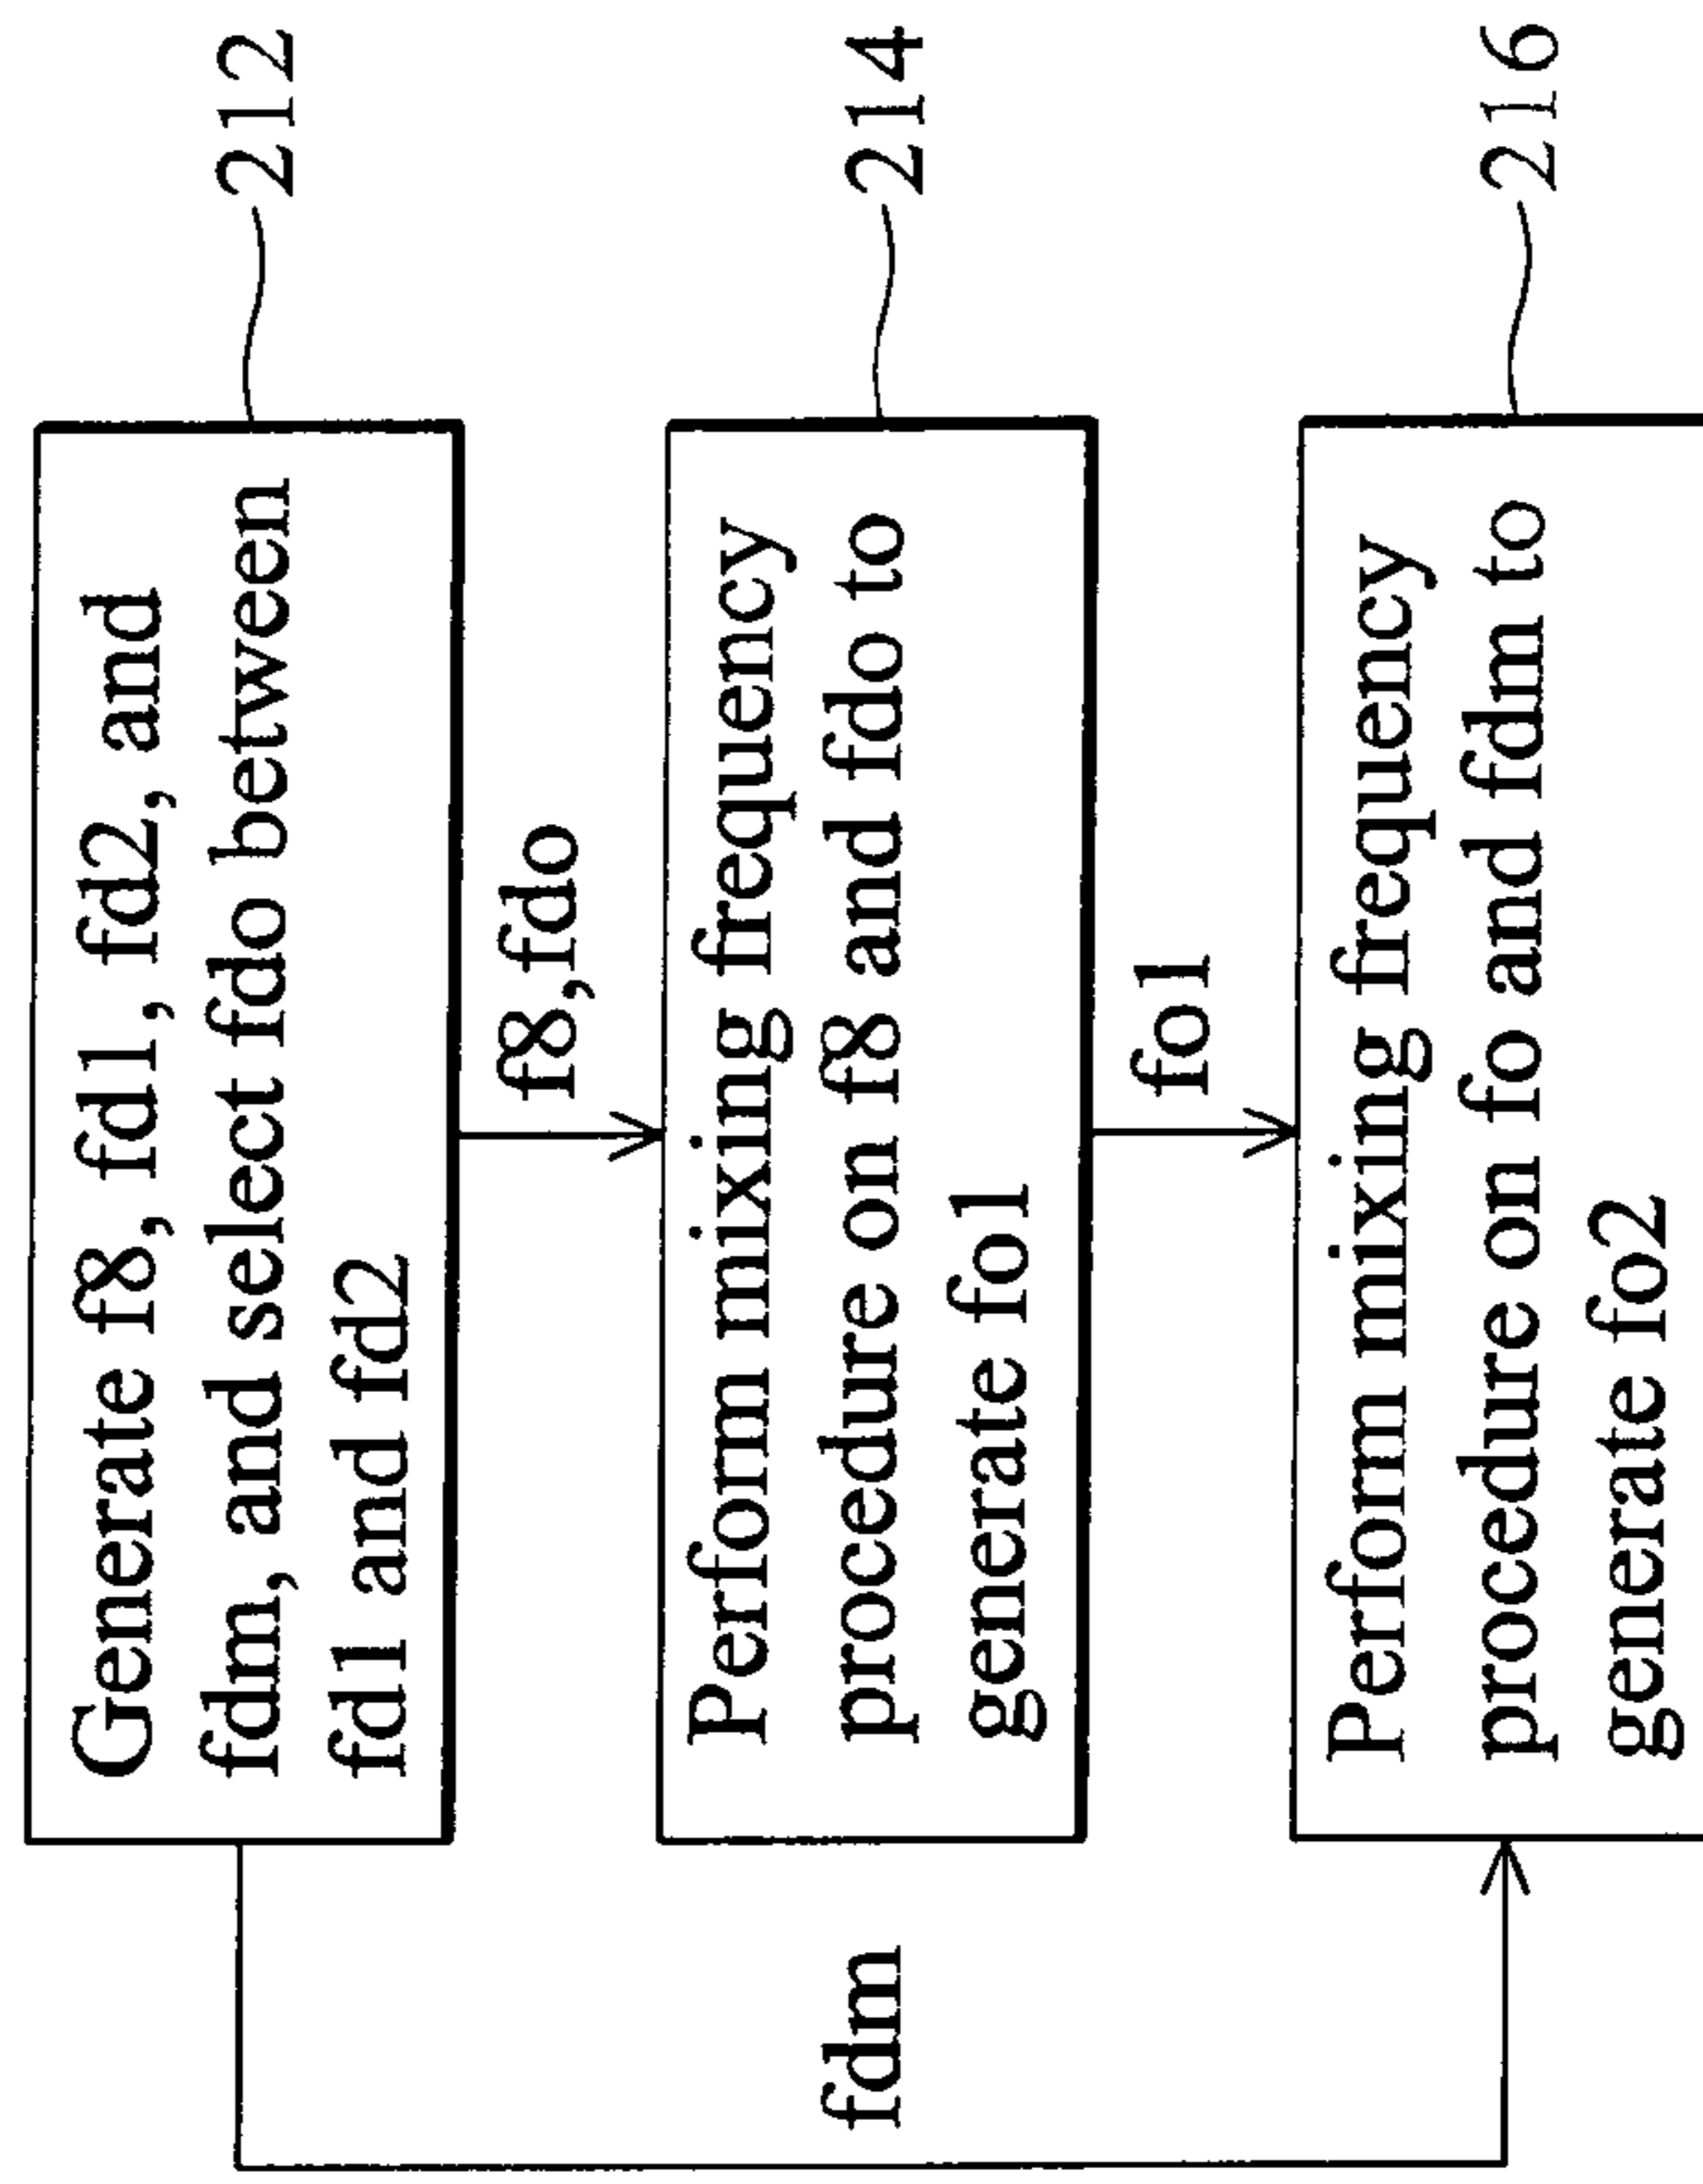 Generate f8, fd1, fd2, and
fdm, and select fdo between
fd1 and fd2
212
f8,fdo
Perfom mixing frequency
procedure on f8 and fdo to
generate fo1
214
fdm
fo1
Perfom mixing frequency
procedure on fo and fdm to
generate fo2
216